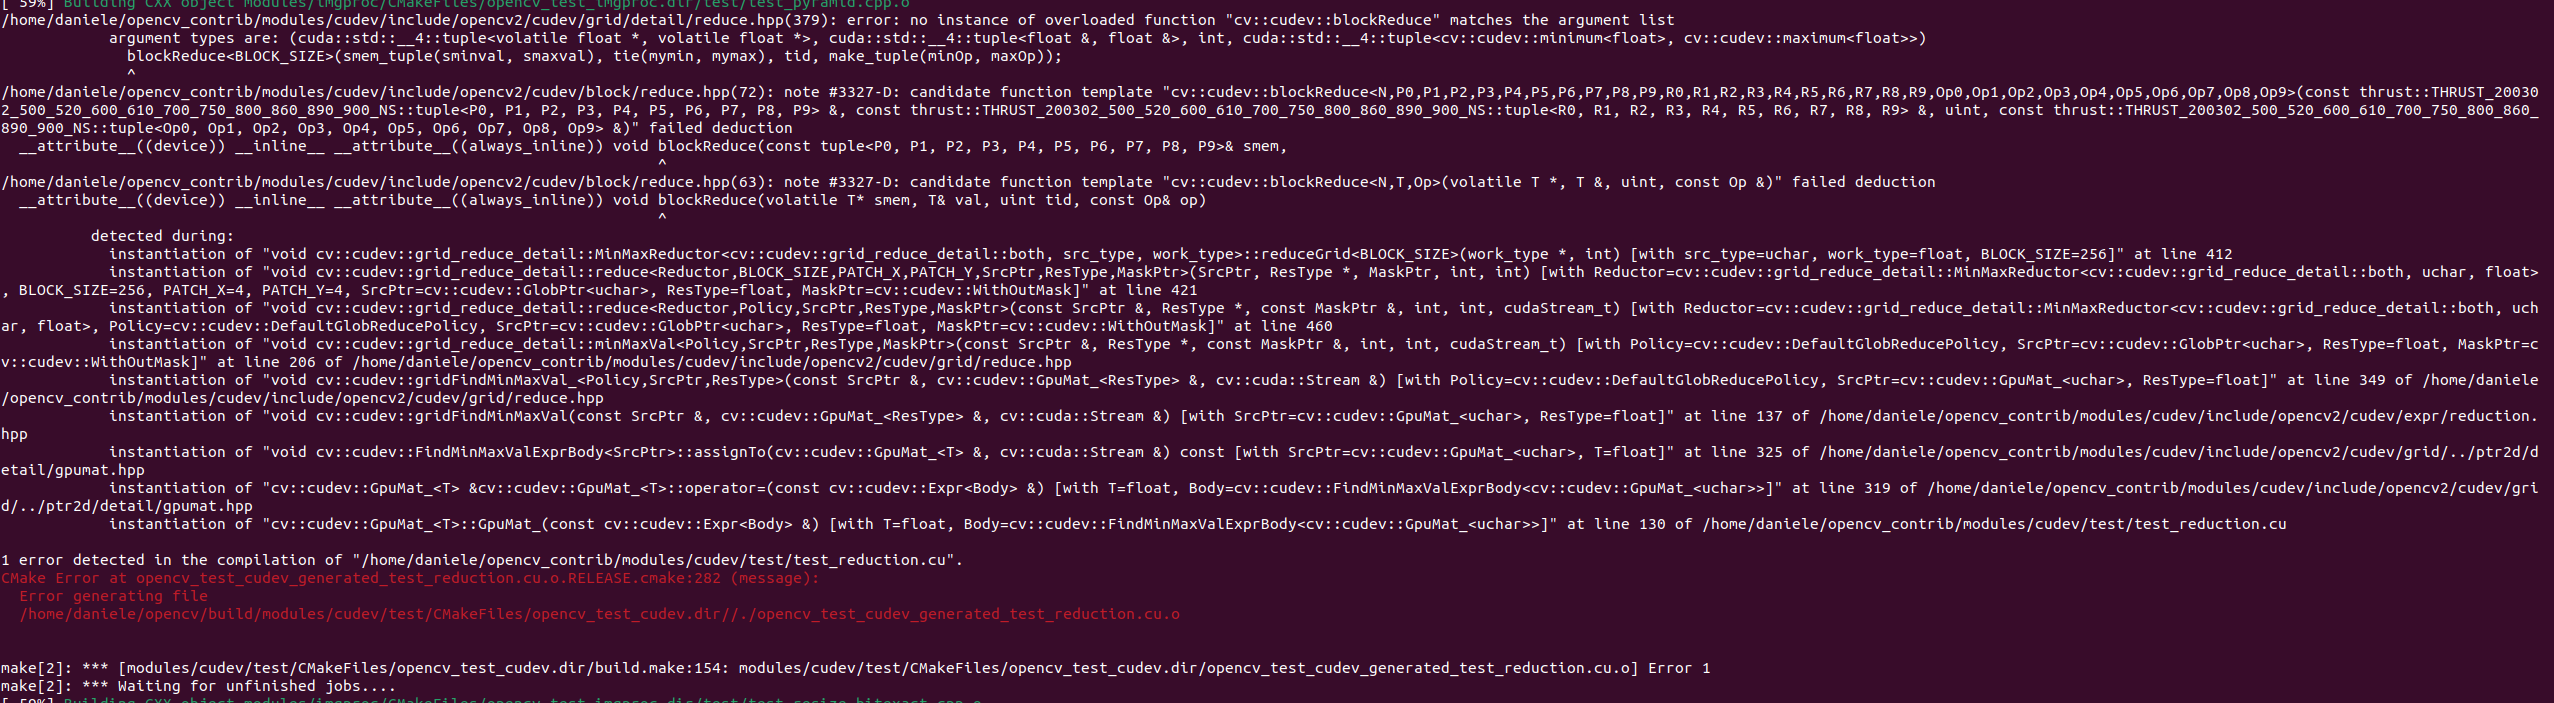 [ 59%] Building CXX object modules/imgproc/CMakeFiles/opencv_test_imgproc.dir/test/test_pyramid.cpp.o
/home/daniele/opencv_contrib/modules/cudev/include/opencv2/cudev/grid/detail/reduce.hpp(379): error: no instance of overloaded function "cv::cudev::blockReduce" matches the argument list
            argument types are: (cuda::std::__4::tuple<volatile float *, volatile float *>, cuda::std::__4::tuple<float &, float &>, int, cuda::std::__4::tuple<cv::cudev::minimum<float>, cv::cudev::maximum<float>>)
              blockReduce<BLOCK_SIZE>(smem_tuple(sminval, smaxval), tie(mymin, mymax), tid, make_tuple(minOp, maxOp));
              ^
/home/daniele/opencv_contrib/modules/cudev/include/opencv2/cudev/block/reduce.hpp(72): note #3327-D: candidate function template "cv::cudev::blockReduce<N,P0,P1,P2,P3,P4,P5,P6,P7,P8,P9,R0,R1,R2,R3,R4,R5,R6,R7,R8,R9,Op0,Op1,Op2,Op3,Op4,Op5,Op6,Op7,Op8,Op9>(const thrust::THRUST_20030
2_500_520_600_610_700_750_800_860_890_900_NS::tuple<P0, P1, P2, P3, P4, P5, P6, P7, P8, P9> &, const thrust::THRUST_200302_500_520_600_610_700_750_800_860_890_900_NS::tuple<R0, R1, R2, R3, R4, R5, R6, R7, R8, R9> &, uint, const thrust::THRUST_200302_500_520_600_610_700_750_800_860_
890_900_NS::tuple<Op0, Op1, Op2, Op3, Op4, Op5, Op6, Op7, Op8, Op9> &)" failed deduction
  __attribute__((device)) __inline__ __attribute__((always_inline)) void blockReduce(const tuple<P0, P1, P2, P3, P4, P5, P6, P7, P8, P9>& smem,
                                                                         ^
/home/daniele/opencv_contrib/modules/cudev/include/opencv2/cudev/block/reduce.hpp(63): note #3327-D: candidate function template "cv::cudev::blockReduce<N,T,Op>(volatile T *, T &, uint, const Op &)" failed deduction
  __attribute__((device)) __inline__ __attribute__((always_inline)) void blockReduce(volatile T* smem, T& val, uint tid, const Op& op)
                                                                         ^
          detected during:
            instantiation of "void cv::cudev::grid_reduce_detail::MinMaxReductor<cv::cudev::grid_reduce_detail::both, src_type, work_type>::reduceGrid<BLOCK_SIZE>(work_type *, int) [with src_type=uchar, work_type=float, BLOCK_SIZE=256]" at line 412
            instantiation of "void cv::cudev::grid_reduce_detail::reduce<Reductor,BLOCK_SIZE,PATCH_X,PATCH_Y,SrcPtr,ResType,MaskPtr>(SrcPtr, ResType *, MaskPtr, int, int) [with Reductor=cv::cudev::grid_reduce_detail::MinMaxReductor<cv::cudev::grid_reduce_detail::both, uchar, float>
, BLOCK_SIZE=256, PATCH_X=4, PATCH_Y=4, SrcPtr=cv::cudev::GlobPtr<uchar>, ResType=float, MaskPtr=cv::cudev::WithOutMask]" at line 421
            instantiation of "void cv::cudev::grid_reduce_detail::reduce<Reductor,Policy,SrcPtr,ResType,MaskPtr>(const SrcPtr &, ResType *, const MaskPtr &, int, int, cudaStream_t) [with Reductor=cv::cudev::grid_reduce_detail::MinMaxReductor<cv::cudev::grid_reduce_detail::both, uch
ar, float>, Policy=cv::cudev::DefaultGlobReducePolicy, SrcPtr=cv::cudev::GlobPtr<uchar>, ResType=float, MaskPtr=cv::cudev::WithOutMask]" at line 460
            instantiation of "void cv::cudev::grid_reduce_detail::minMaxVal<Policy,SrcPtr,ResType,MaskPtr>(const SrcPtr &, ResType *, const MaskPtr &, int, int, cudaStream_t) [with Policy=cv::cudev::DefaultGlobReducePolicy, SrcPtr=cv::cudev::GlobPtr<uchar>, ResType=float, MaskPtr=c
v::cudev::WithOutMask]" at line 206 of /home/daniele/opencv_contrib/modules/cudev/include/opencv2/cudev/grid/reduce.hpp
            instantiation of "void cv::cudev::gridFindMinMaxVal_<Policy,SrcPtr,ResType>(const SrcPtr &, cv::cudev::GpuMat_<ResType> &, cv::cuda::Stream &) [with Policy=cv::cudev::DefaultGlobReducePolicy, SrcPtr=cv::cudev::GpuMat_<uchar>, ResType=float]" at line 349 of /home/daniele
/opencv_contrib/modules/cudev/include/opencv2/cudev/grid/reduce.hpp
            instantiation of "void cv::cudev::gridFindMinMaxVal(const SrcPtr &, cv::cudev::GpuMat_<ResType> &, cv::cuda::Stream &) [with SrcPtr=cv::cudev::GpuMat_<uchar>, ResType=float]" at line 137 of /home/daniele/opencv_contrib/modules/cudev/include/opencv2/cudev/expr/reduction.
hpp
            instantiation of "void cv::cudev::FindMinMaxValExprBody<SrcPtr>::assignTo(cv::cudev::GpuMat_<T> &, cv::cuda::Stream &) const [with SrcPtr=cv::cudev::GpuMat_<uchar>, T=float]" at line 325 of /home/daniele/opencv_contrib/modules/cudev/include/opencv2/cudev/grid/../ptr2d/d
etail/gpumat.hpp
            instantiation of "cv::cudev::GpuMat_<T> &cv::cudev::GpuMat_<T>::operator=(const cv::cudev::Expr<Body> &) [with T=float, Body=cv::cudev::FindMinMaxValExprBody<cv::cudev::GpuMat_<uchar>>]" at line 319 of /home/daniele/opencv_contrib/modules/cudev/include/opencv2/cudev/gri
d/../ptr2d/detail/gpumat.hpp
            instantiation of "cv::cudev::GpuMat_<T>::GpuMat_(const cv::cudev::Expr<Body> &) [with T=float, Body=cv::cudev::FindMinMaxValExprBody<cv::cudev::GpuMat_<uchar>>]" at line 130 of /home/daniele/opencv_contrib/modules/cudev/test/test_reduction.cu
1 error detected in the compilation of "/home/daniele/opencv_contrib/modules/cudev/test/test_reduction.cu".
CMake Error at opencv_test_cudev_generated_test_reduction.cu.o.RELEASE.cmake:282 (message):
  Error generating file
  /home/daniele/opencv/build/modules/cudev/test/CMakeFiles/opencv_test_cudev.dir//./opencv_test_cudev_generated_test_reduction.cu.o
make[2]: *** [modules/cudev/test/CMakeFiles/opencv_test_cudev.dir/build.make:154: modules/cudev/test/CMakeFiles/opencv_test_cudev.dir/opencv_test_cudev_generated_test_reduction.cu.o] Error 1
make[2]: *** Waiting for unfinished jobs....
[ 59%] Building CXX object modules/imgproc/CMakeFiles/opencv_test_imgproc.dir/test/test_resize_bitexact.cpp.o